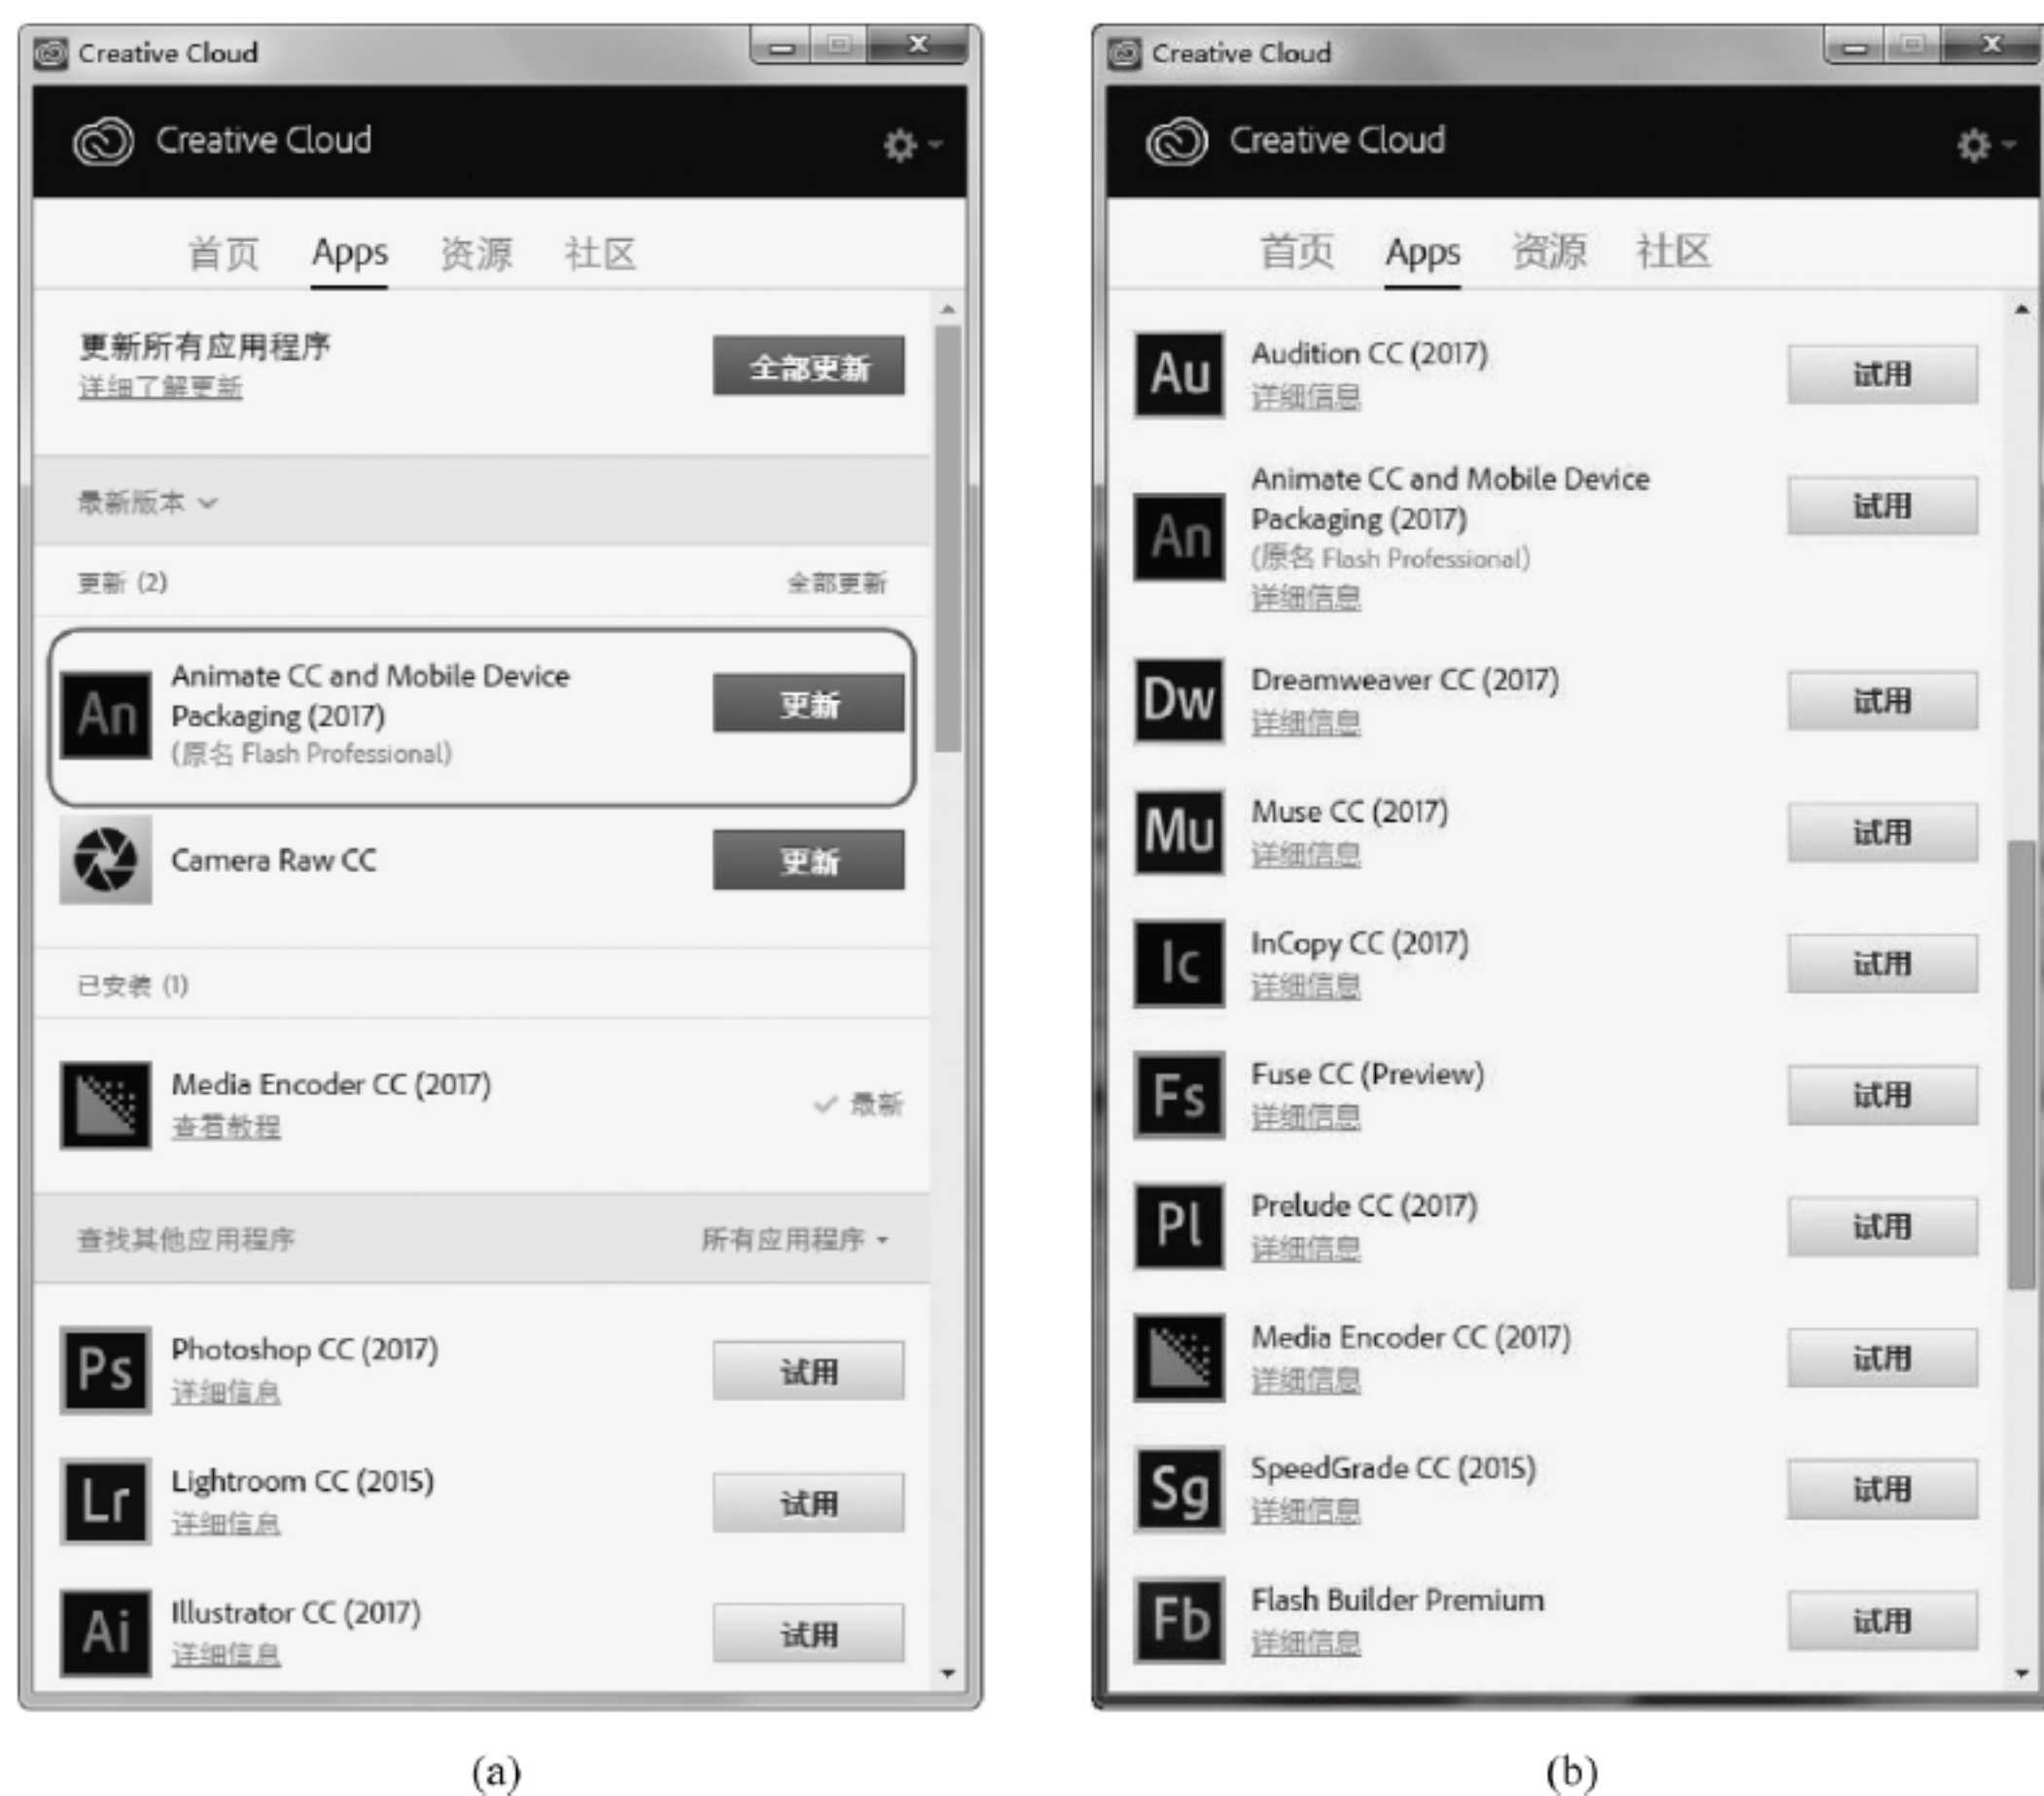 Creative Cloud
Creative Cloud
首页 Apps 资源 社区
更新所有应用程序
全部更新
详细了解更新
最新版本
更新 (2) 全部更新
An
Animate CC and Mobile Device
Packaging (2017)
(原名 Flash Professional)
更新
Camera Raw CC
更新
已安装 (1)
Media Encoder CC (2017)
查看教程
最新
查找其他应用程序 所有应用程序
Ps
Photoshop CC (2017)
详细信息
试用
Lr
Lightroom CC (2015)
详细信息
试用
Ai
Illustrator CC (2017)
详细信息
试用
(a)
Creative Cloud
Creative Cloud
首页 Apps 资源 社区
Au
Audition CC (2017)
详细信息
试用
An
Animate CC and Mobile Device
Packaging (2017)
(原名 Flash Professional)
详细信息
试用
Dw
Dreamweaver CC (2017)
详细信息
试用
Mu
Muse CC (2017)
详细信息
试用
Ic
InCopy CC (2017)
详细信息
试用
Fs
Fuse CC (Preview)
详细信息
试用
Pl
Prelude CC (2017)
详细信息
试用
Media Encoder CC (2017)
详细信息
试用
Sg
SpeedGrade CC (2015)
详细信息
试用
Fb
Flash Builder Premium
详细信息
试用
(b)